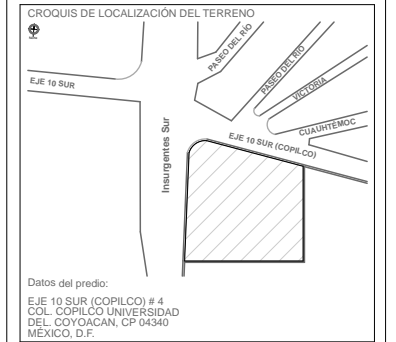 CROQUIS DE LOCALIZACIÓN DEL TERRENO
PASEO DEL RÍO
PASEO DEL RIO
EJE 10 SUR
VICTORIA
CUAUHTÉMOC
Insurgentes Sur
EJE 10 SUR (COPILCO)
Datos del predio:
EJE 10 SUR (COPILCO) # 4
COL. COPILCO UNIVERSIDAD
DEL. COYOACAN, CP 04340
MÉXICO, D.F.